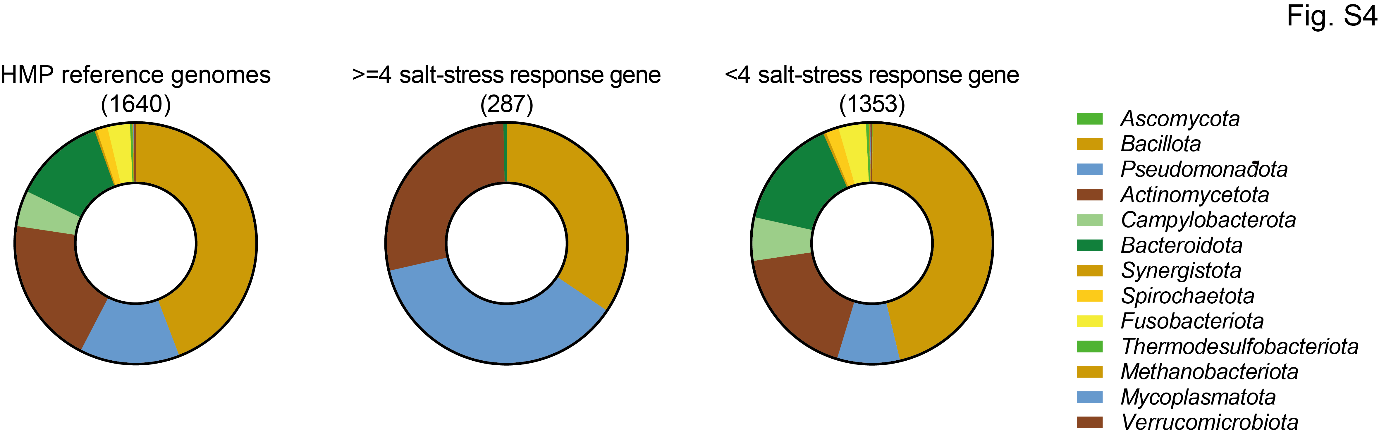 Fig. S4
HMP reference genomes
(1640)
>=4 salt-stress response gene
(287)
<4 salt-stress response gene
(1353)
Ascomycota
Bacillota
Pseudomonadota
Actinomycetota
Campylobacterota
Bacteroidota
Synergistota
Spirochaetota
Fusobacteriota
Thermodesulfobacteriota
Methanobacteriota
Mycoplasmatota
Verrucomicrobiota